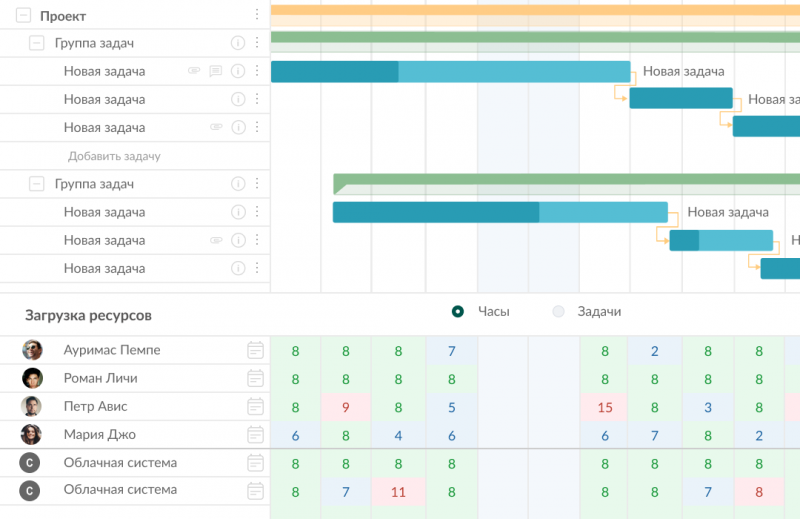 Проект
Группа задач
Новая задача
Новая задача
Новая задача
Новая задача
Новая задача
Добавить задачу
Группа задач
Новая задача
Новая задача
Новая задача
Новая задача
Загрузка ресурсов
Часы
Задачи
Ауримас Пемпе 8 8 8 7 8 2 8 8
Роман Личи 8 8 8 8 8 8 8 8
Петр Авис 8 9 8 5 15 8 3 8
Мария Джо 6 8 4 6 6 7 8 2
С Облачная система 8 8 8 8 8 8 8 8
С Облачная система 8 7 11 8 8 8 7 8